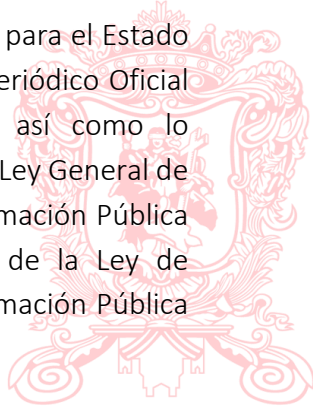 para el Estado
eriódico Oficial
así como lo
Ley General de
mación Pública
de la Ley de
mación Pública